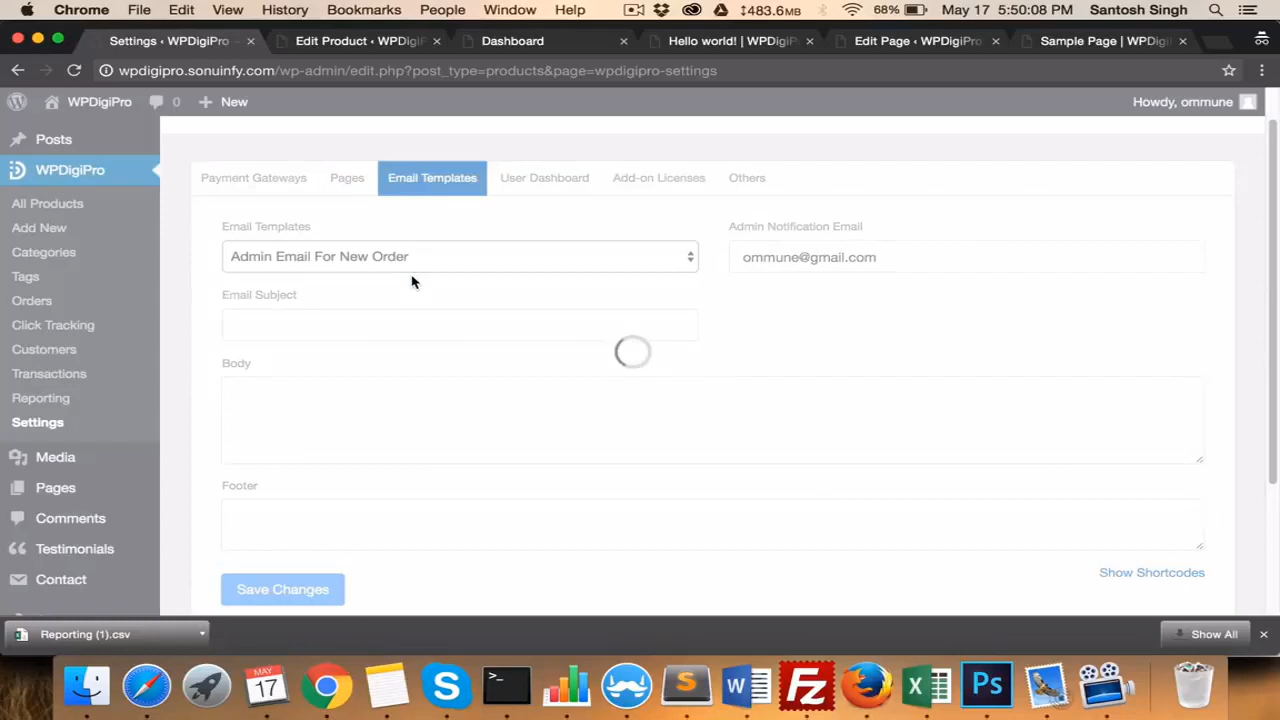 Chrome File Edit View History Bookmarks People Window Help 483.6MB 68% May 17 5:50:08 PM Santosh Singh
Settings ‹ WPDigiPro × Edit Product ‹ WPDigi × Dashboard × Hello world! | WPDigiP × Edit Page ‹ WPDigiPro × Sample Page | WPDigi ×
wpdigipro.sonuinfy.com/wp-admin/edit.php?post_type=products&page=wpdigipro-settings
WPDigiPro 0 + New Howdy, ommune
Posts
WPDigiPro
All Products
Add New
Categories
Tags
Orders
Click Tracking
Customers
Transactions
Reporting
Settings
Media
Pages
Comments
Testimonials
Contact
Payment Gateways Pages Email Templates User Dashboard Add-on Licenses Others
Email Templates Admin Notification Email
Admin Email For New Order ommune@gmail.com
Email Subject
Body
Footer
Show Shortcodes
Save Changes
Reporting (1).csv Show All
MAY
17